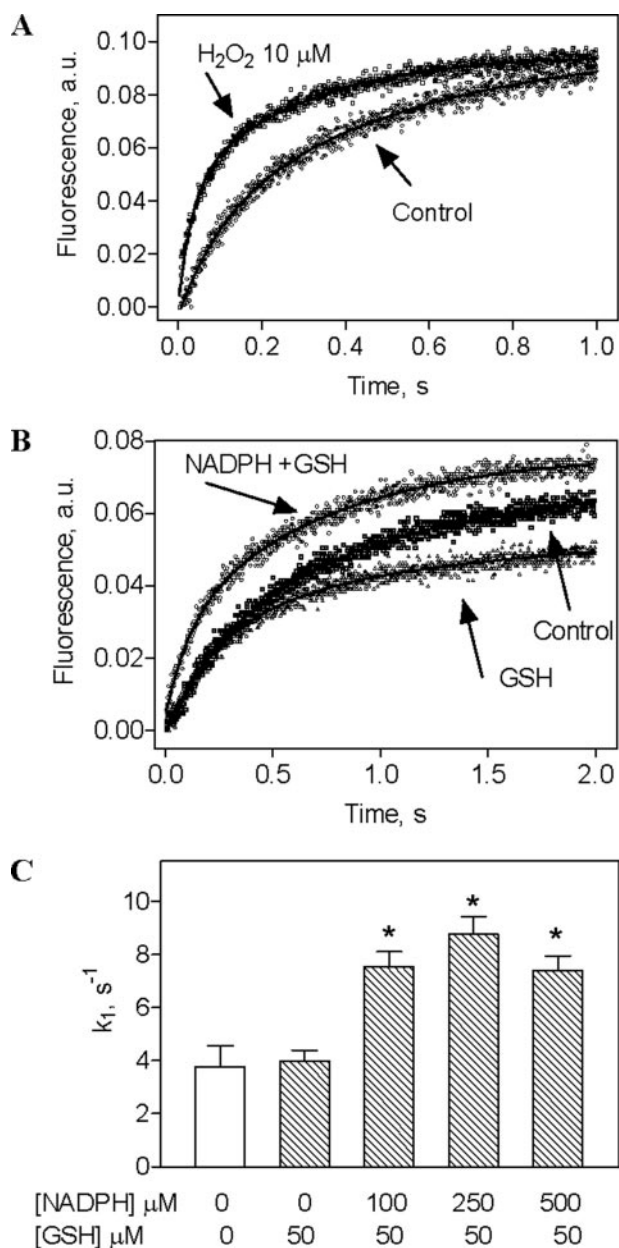 A
Fluorescence, a.u.
0.10
0.08
0.06
0.04
0.02
0.00
H₂O₂ 10 µM
Control
0.0 0.2 0.4 0.6 0.8 1.0
Time, s
B
Fluorescence, a.u.
0.08
0.06
0.04
0.02
0.00
NADPH +GSH
Control
GSH
0.0 0.5 1.0 1.5 2.0
Time, s
C
k₁, s⁻¹
10
8
6
4
2
0
* * *
[NADPH] µM 0 0 100 250 500
[GSH] µM 0 50 50 50 50